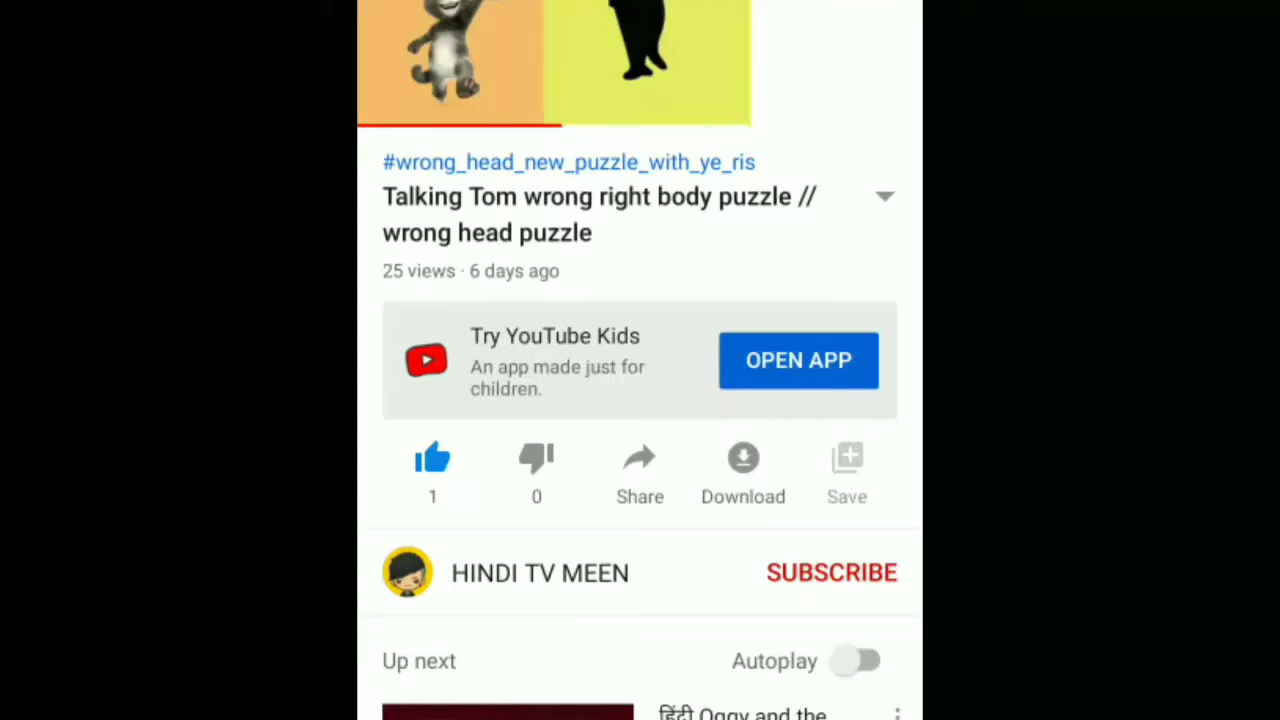 #wrong_head_new_puzzle_with_ye_ris
Talking Tom wrong right body puzzle //
wrong head puzzle
25 views · 6 days ago
Try YouTube Kids
An app made just for
children.
OPEN APP
1
0
Share
Download
Save
HINDI TV MEEN
SUBSCRIBE
Up next
Autoplay
हिंदी Oggy and the